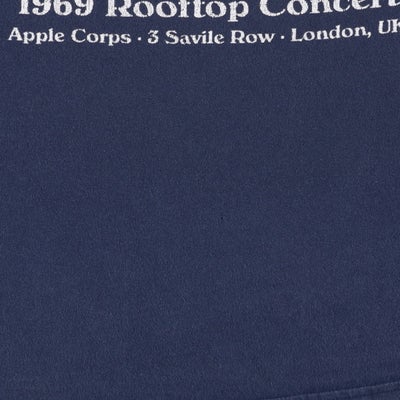 1969 Rooftop Concert
Apple Corps · 3 Savile Row · London, UK